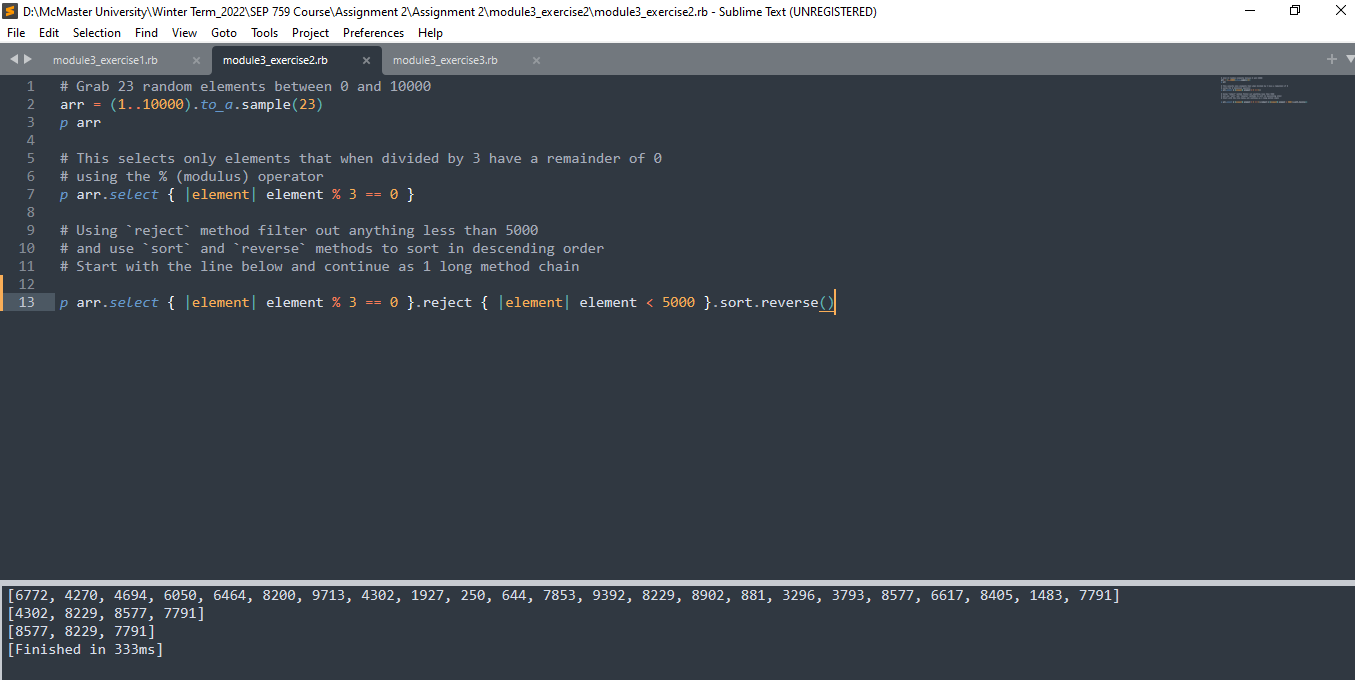 D:\McMaster University\Winter Term_2022\SEP 759 Course\Assignment 2\Assignment 2\module3_exercise2\module3_exercise2.rb - Sublime Text (UNREGISTERED)
File Edit Selection Find View Goto Tools Project Preferences Help
module3_exercise1.rb × module3_exercise2.rb × module3_exercise3.rb ×
1 # Grab 23 random elements between 0 and 10000
2 arr = (1..10000).to_a.sample(23)
3 p arr
4
5 # This selects only elements that when divided by 3 have a remainder of 0
6 # using the % (modulus) operator
7 p arr.select { |element| element % 3 == 0 }
8
9 # Using `reject` method filter out anything less than 5000
10 # and use `sort` and `reverse` methods to sort in descending order
11 # Start with the line below and continue as 1 long method chain
12
13 p arr.select { |element| element % 3 == 0 }.reject { |element| element < 5000 }.sort.reverse()
[6772, 4270, 4694, 6050, 6464, 8200, 9713, 4302, 1927, 250, 644, 7853, 9392, 8229, 8902, 881, 3296, 3793, 8577, 6617, 8405, 1483, 7791]
[4302, 8229, 8577, 7791]
[8577, 8229, 7791]
[Finished in 333ms]